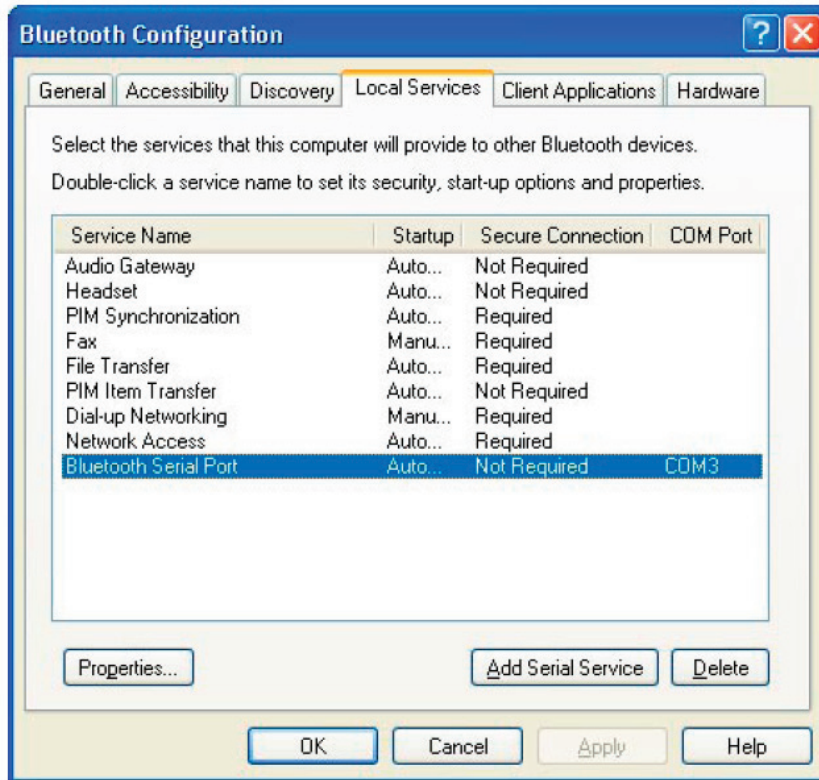 Bluetooth Configuration
General Accessibility Discovery Local Services Client Applications Hardware
Select the services that this computer will provide to other Bluetooth devices.
Double-click a service name to set its security, start-up options and properties.
Service Name Startup Secure Connection COM Port
Audio Gateway Auto... Not Required
Headset Auto... Not Required
PIM Synchronization Auto... Required
Fax Manu... Required
File Transfer Auto... Required
PIM Item Transfer Auto... Not Required
Dial-up Networking Manu... Required
Network Access Auto... Required
Bluetooth Serial Port Auto... Not Required COM3
Properties... Add Serial Service Delete
OK Cancel Apply Help